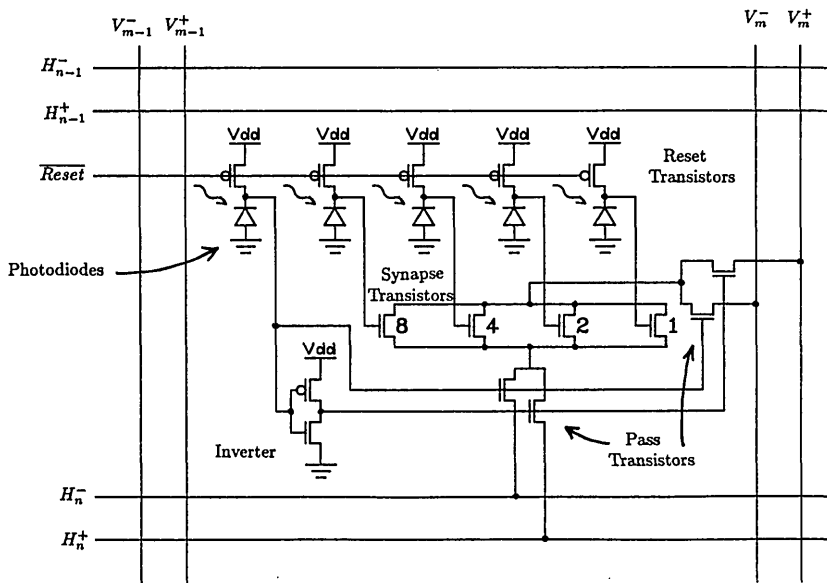 V⁻ₘ₋₁ V⁺ₘ₋₁ V⁻ₘ V⁺ₘ
H⁻ₙ₋₁
H⁺ₙ₋₁
Vdd Vdd Vdd Vdd Vdd
Reset
Reset
Transistors
Photodiodes
Synapse
Transistors
8 4 2 1
Vdd
Inverter
Pass
Transistors
H⁻ₙ
H⁺ₙ